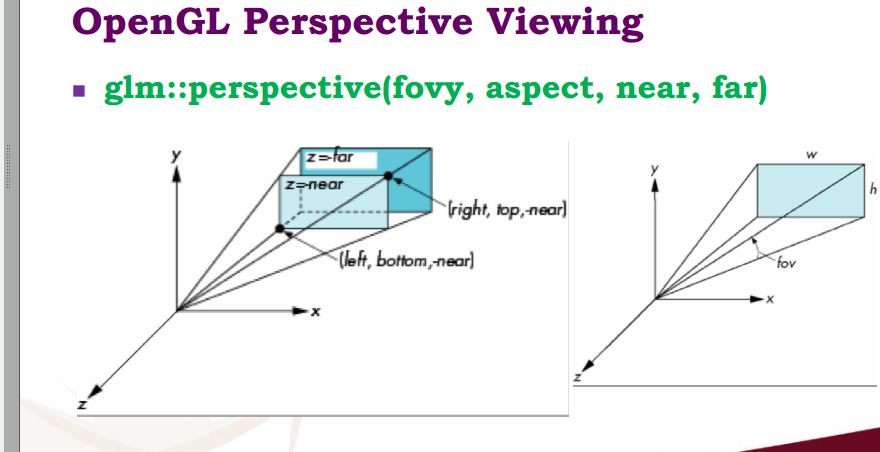 OpenGL Perspective Viewing
glm::perspective(fovy, aspect, near, far)
y
z=-far
z=-near
(right, top,-near)
(left, bottom,-near)
x
z
w
y
h
fov
x
z